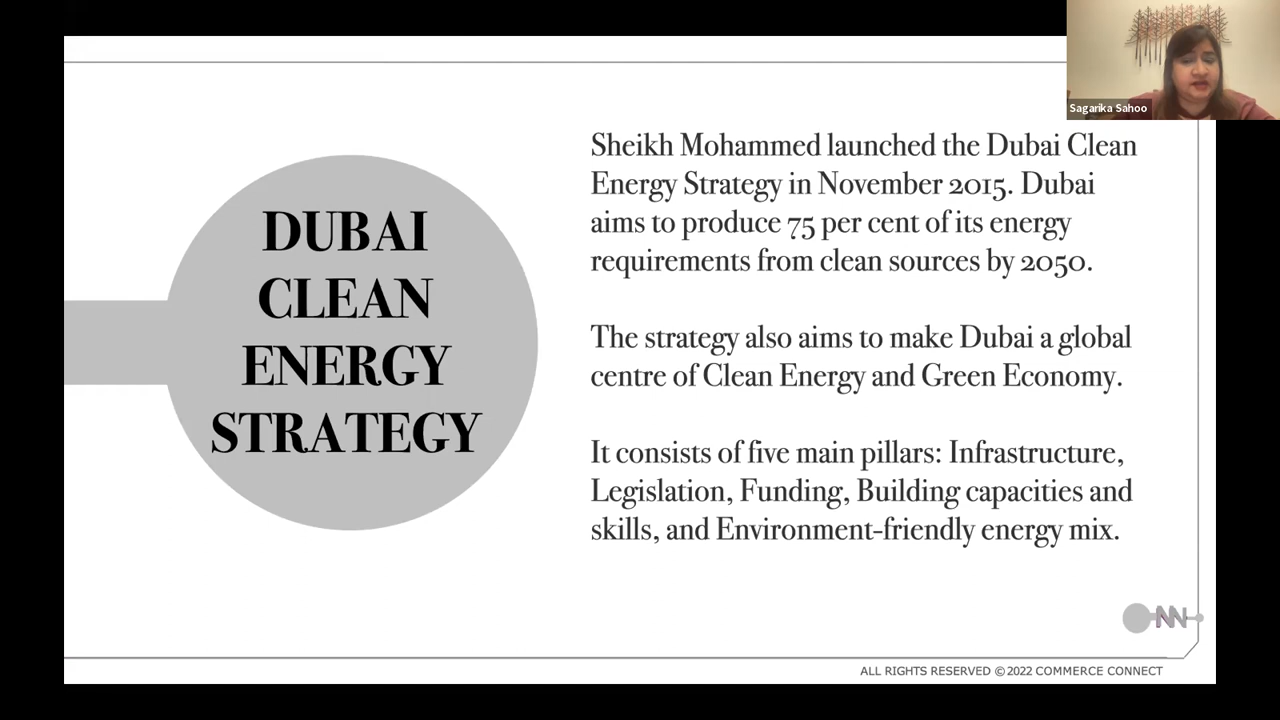 Sagarika Sahoo
DUBAI
CLEAN
ENERGY
STRATEGY
Sheikh Mohammed launched the Dubai Clean
Energy Strategy in November 2015. Dubai
aims to produce 75 per cent of its energy
requirements from clean sources by 2050.
The strategy also aims to make Dubai a global
centre of Clean Energy and Green Economy.
It consists of five main pillars: Infrastructure,
Legislation, Funding, Building capacities and
skills, and Environment-friendly energy mix.
NN
ALL RIGHTS RESERVED ©2022 COMMERCE CONNECT